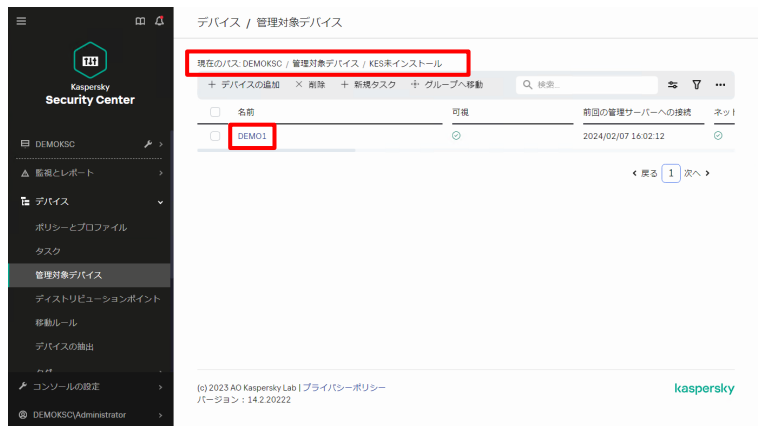 Kaspersky
Security Center
DEMOKSC
監視とレポート
デバイス
ポリシーとプロファイル
タスク
管理対象デバイス
ディストリビューションポイント
移動ルール
デバイスの抽出
コンソールの設定
DEMOKSC\Administrator
デバイス / 管理対象デバイス
現在のパス: DEMOKSC / 管理対象デバイス / KES未インストール
+ デバイスの追加 × 削除 + 新規タスク グループへ移動 検索...
名前 可視 前回の管理サーバーへの接続 ネット
DEMO1 2024/02/07 16:02:12
戻る 1 次へ
(c) 2023 AO Kaspersky Lab | プライバシーポリシー
バージョン : 14.2.20222
kaspersky